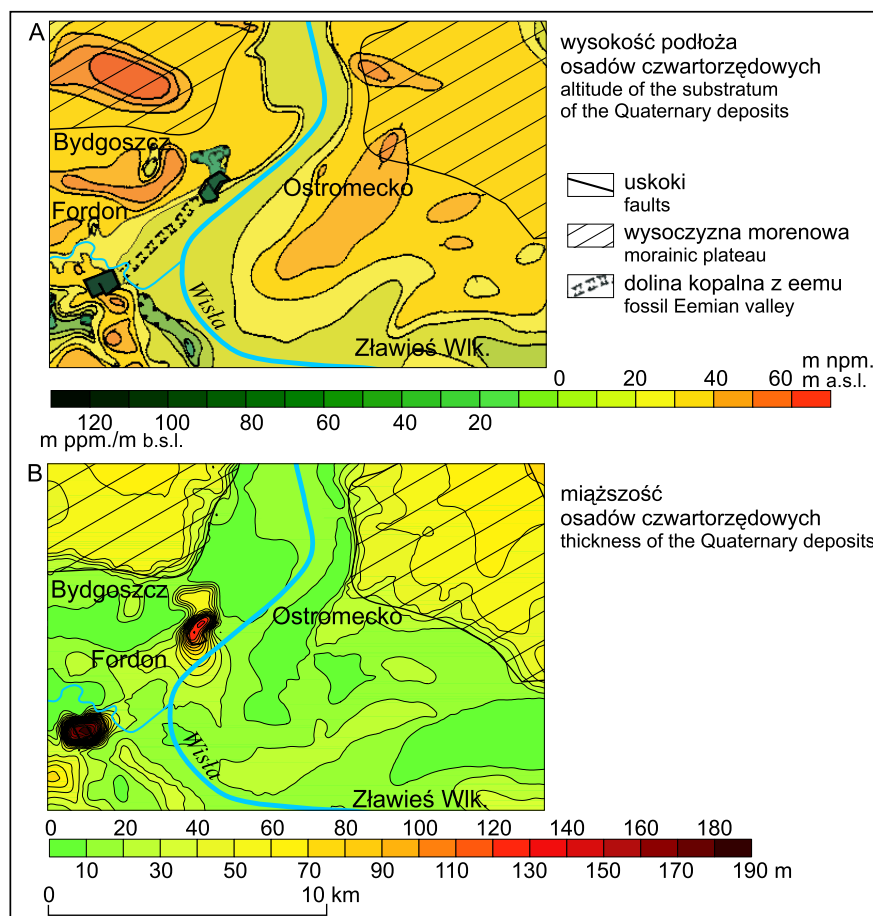 A
wysokość podłoża
osadów czwartorzędowych
altitude of the substratum
of the Quaternary deposits
Bydgoszcz
Ostromecko
Fordon
uskoki
faults
wysoczyzna morenowa
morainic plateau
dolina kopalna z eemu
fossil Eemian valley
Wisła
Zławieś Wlk.
m npm.
0 20 40 60 m a.s.l.
120 100 80 60 40 20
m ppm./m b.s.l.
B
miąższość
osadów czwartorzędowych
thickness of the Quaternary deposits
Bydgoszcz
Ostromecko
Fordon
Wisła
Zławieś Wlk.
0 20 40 60 80 100 120 140 160 180
10 30 50 70 90 110 130 150 170 190 m
0 10 km